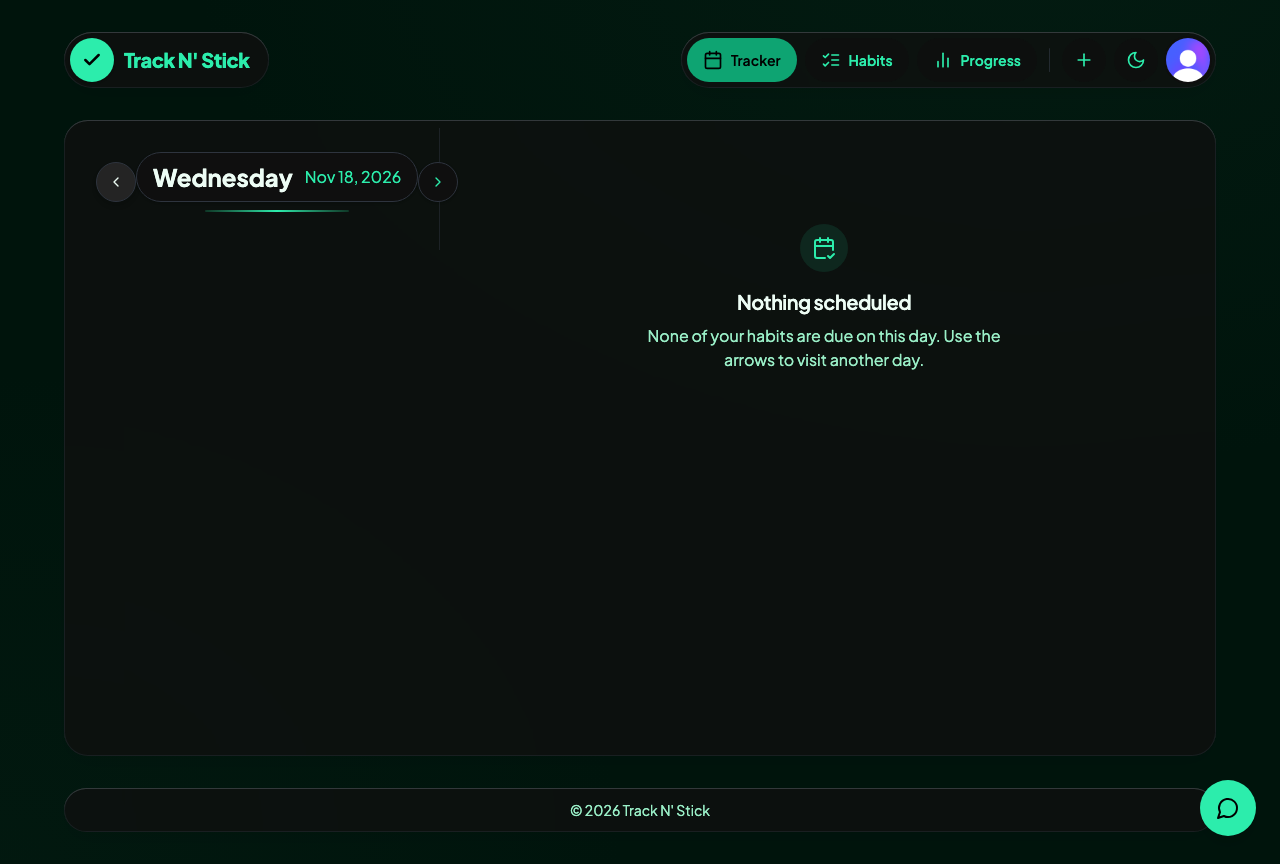 Track N' Stick
Tracker
Habits
Progress
Wednesday Nov 18, 2026
Nothing scheduled
None of your habits are due on this day. Use the
arrows to visit another day.
© 2026 Track N' Stick